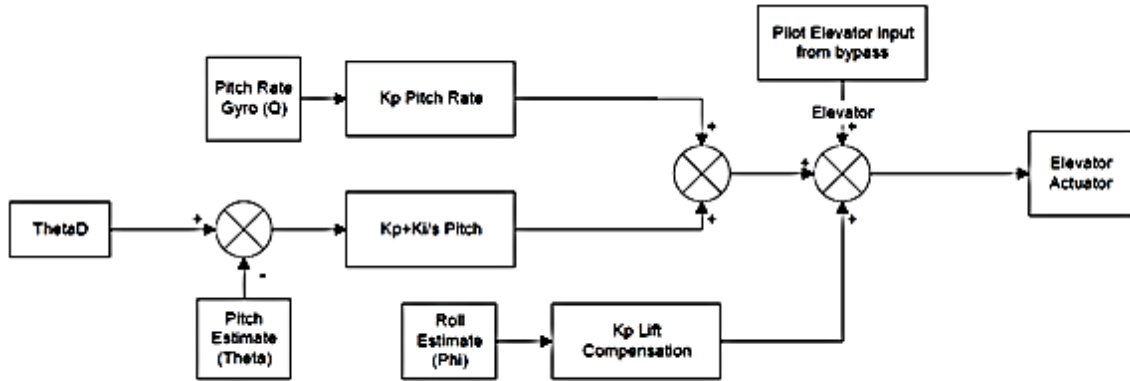 Pilot Elevator Input
from bypass
Pitch Rate
Gyro (Q)
Kp Pitch Rate
Elevator
+
+
+
+
Elevator
Actuator
ThetaD
+
Kp+Ki/s Pitch
+
+
-
Pitch
Estimate
(Theta)
Roll
Estimate
(Phi)
Kp Lift
Compensation